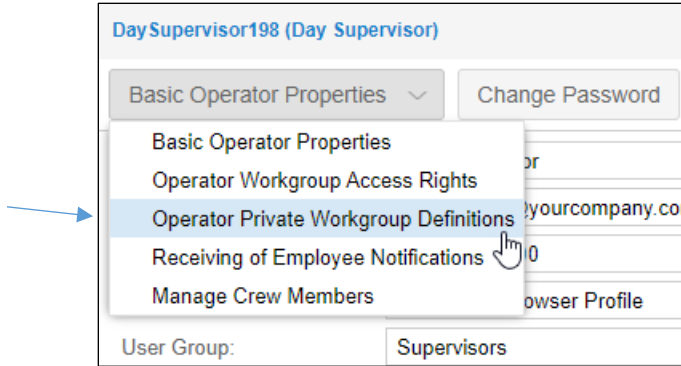 DaySupervisor198 (Day Supervisor)
Basic Operator Properties Change Password
Basic Operator Properties
Operator Workgroup Access Rights
Operator Private Workgroup Definitions
Receiving of Employee Notifications
Manage Crew Members
User Group: Supervisors